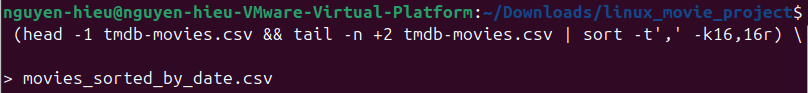 nguyen-hieu@nguyen-hieu-VMware-Virtual-Platform:~/Downloads/linux_movie_project$
(head -1 tmdb-movies.csv && tail -n +2 tmdb-movies.csv | sort -t',' -k16,16r) \
> movies_sorted_by_date.csv